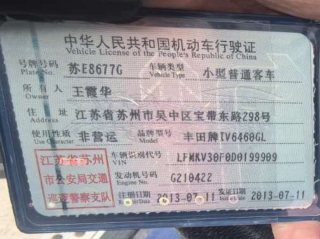 中华人民共和国机动车行驶证
Vehicle License of the People's Republic of China
号牌号码 苏E8677G 车辆类型 小型普通客车
Plate No. Vehicle Type
所有人 王霞华
Owner
住址 江苏省苏州市吴中区宝带东路298号
Address
使用性质 非营运 品牌型号 丰田牌TV6460GL
Use Character Model
江苏省苏州 车辆识别代号 LFMKV30F0D0199909
市公安局交通 VIN
巡逻警察支队 发动机号码 G210422
Engine No.
注册日期 2013-07-11 发证日期 2013-07-11